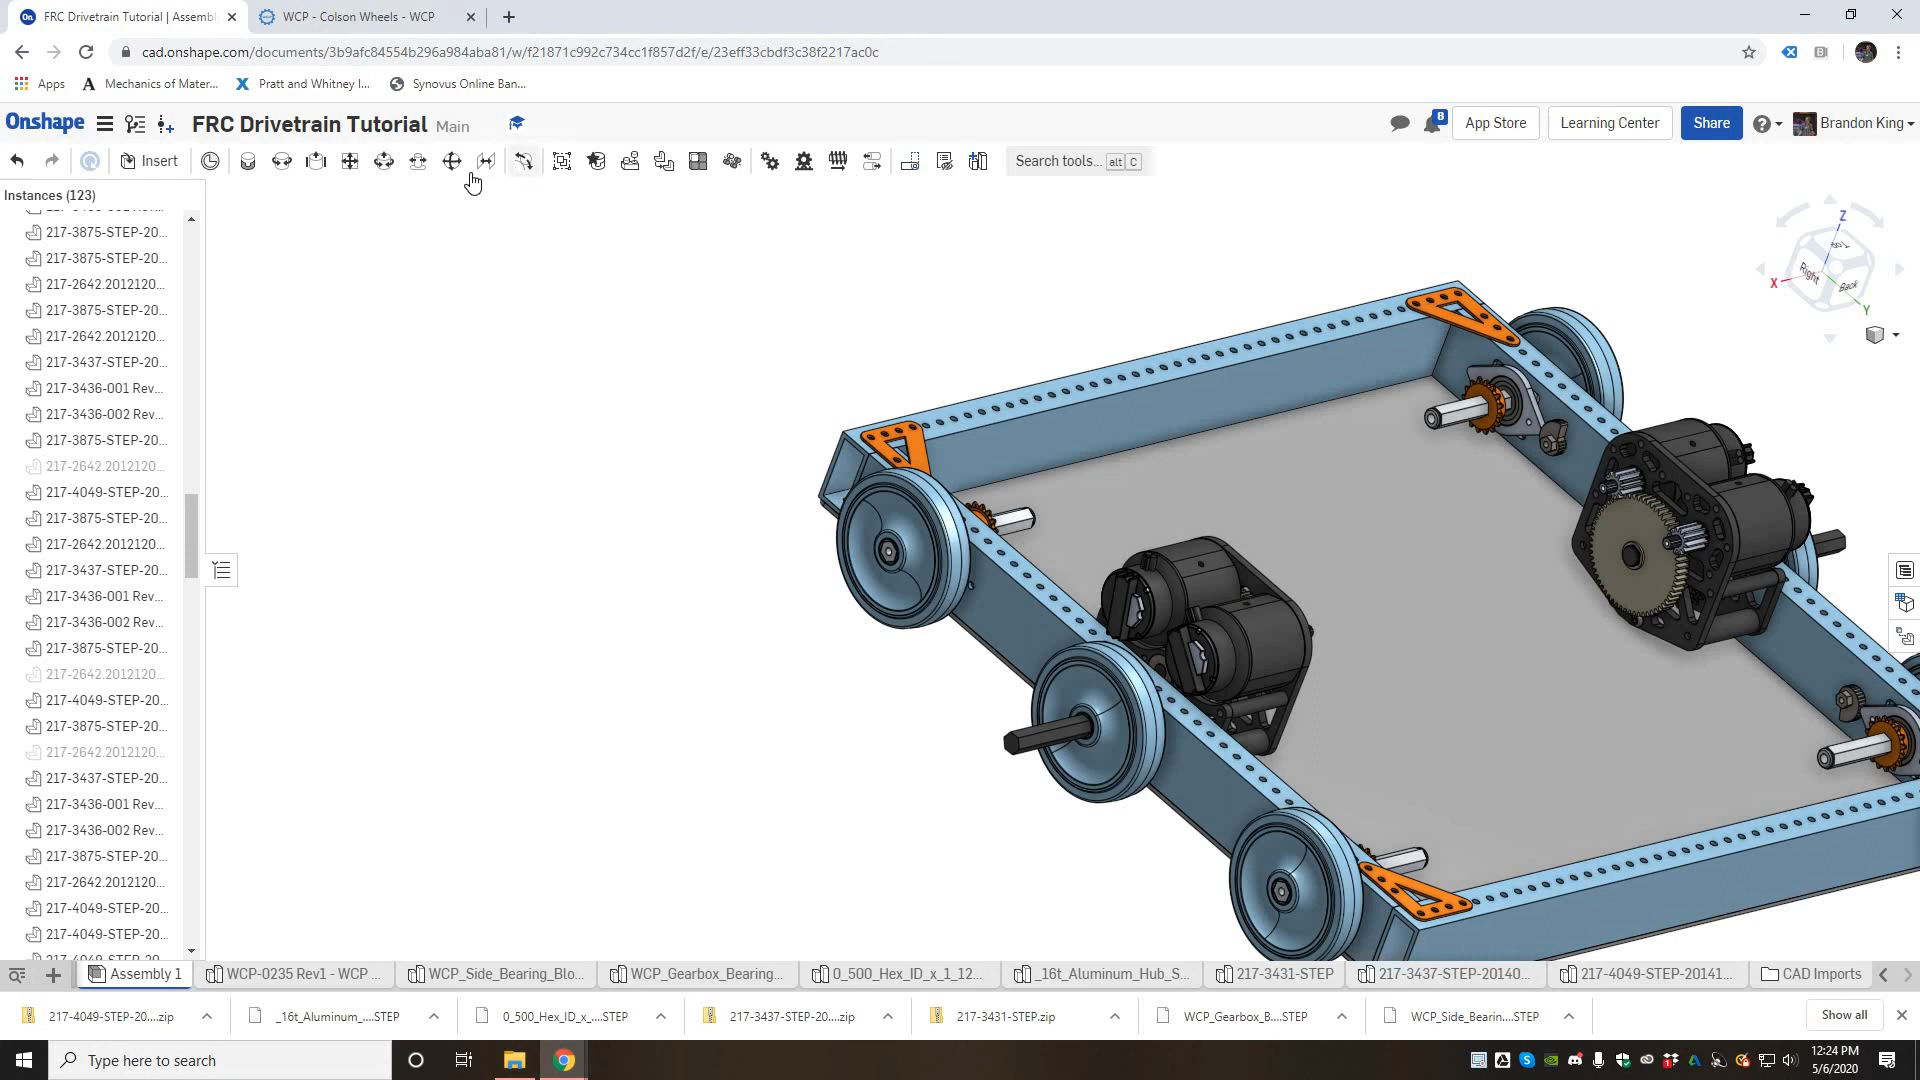 FRC Drivetrain Tutorial | Assembl
WCP - Colson Wheels - WCP
cad.onshape.com/documents/3b9afc84554b296a984aba81/w/f21871c992c734cc1f857d2f/e/23eff33cbdf3c38f2217ac0c
Apps
Mechanics of Mater...
Pratt and Whitney I...
Synovus Online Ban...
Onshape
FRC Drivetrain Tutorial Main
8
App Store
Learning Center
Share
Brandon King
Insert
Search tools... alt C
Instances (123)
217-3875-STEP-20...
217-3875-STEP-20...
217-2642.2012120...
217-3875-STEP-20...
217-2642.2012120...
217-3437-STEP-20...
217-3436-001 Rev...
217-3436-002 Rev...
217-3875-STEP-20...
217-2642.2012120...
217-4049-STEP-20...
217-3875-STEP-20...
217-2642.2012120...
217-3437-STEP-20...
217-3436-001 Rev...
217-3436-002 Rev...
217-3875-STEP-20...
217-2642.2012120...
217-4049-STEP-20...
217-3875-STEP-20...
217-2642.2012120...
217-3437-STEP-20...
217-3436-001 Rev...
217-3436-002 Rev...
217-3875-STEP-20...
217-2642.2012120...
217-4049-STEP-20...
217-4049-STEP-20...
Z
Right
Back
X
Y
Assembly 1
WCP-0235 Rev1 - WCP ...
WCP_Side_Bearing_Blo...
WCP_Gearbox_Bearing...
0_500_Hex_ID_x_1_12...
_16t_Aluminum_Hub_S...
217-3431-STEP
217-3437-STEP-20140...
217-4049-STEP-20141...
CAD Imports
217-4049-STEP-20....zip
_16t_Aluminum_....STEP
0_500_Hex_ID_x_....STEP
217-3437-STEP-20....zip
217-3431-STEP.zip
WCP_Gearbox_B....STEP
WCP_Side_Bearin....STEP
Show all
Type here to search
12:24 PM
5/6/2020